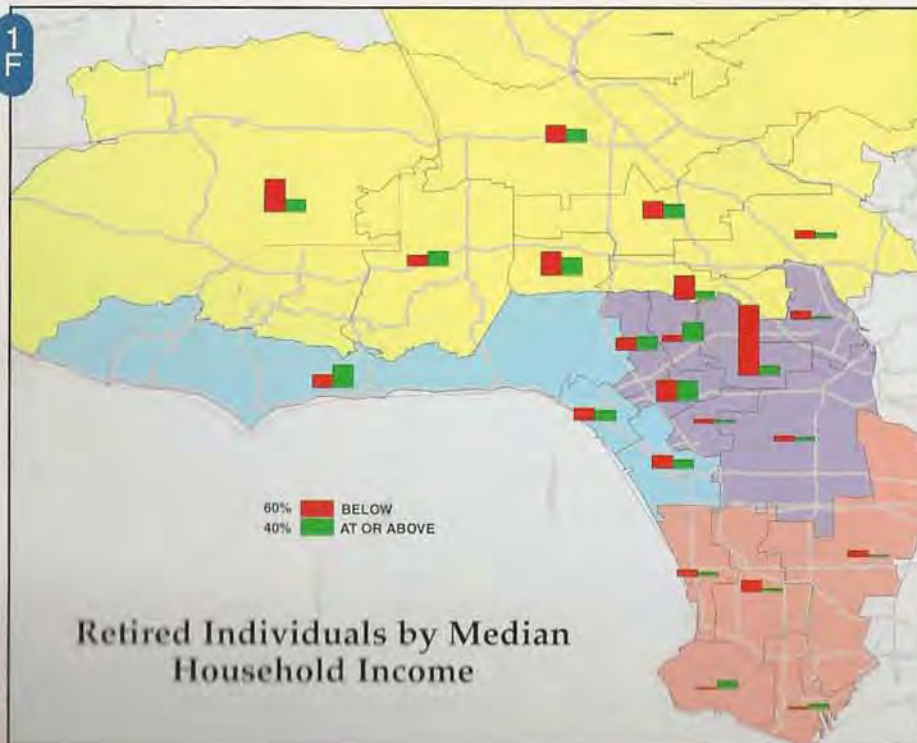 1
F
60% BELOW
40% AT OR ABOVE
Retired Individuals by Median
Household Income